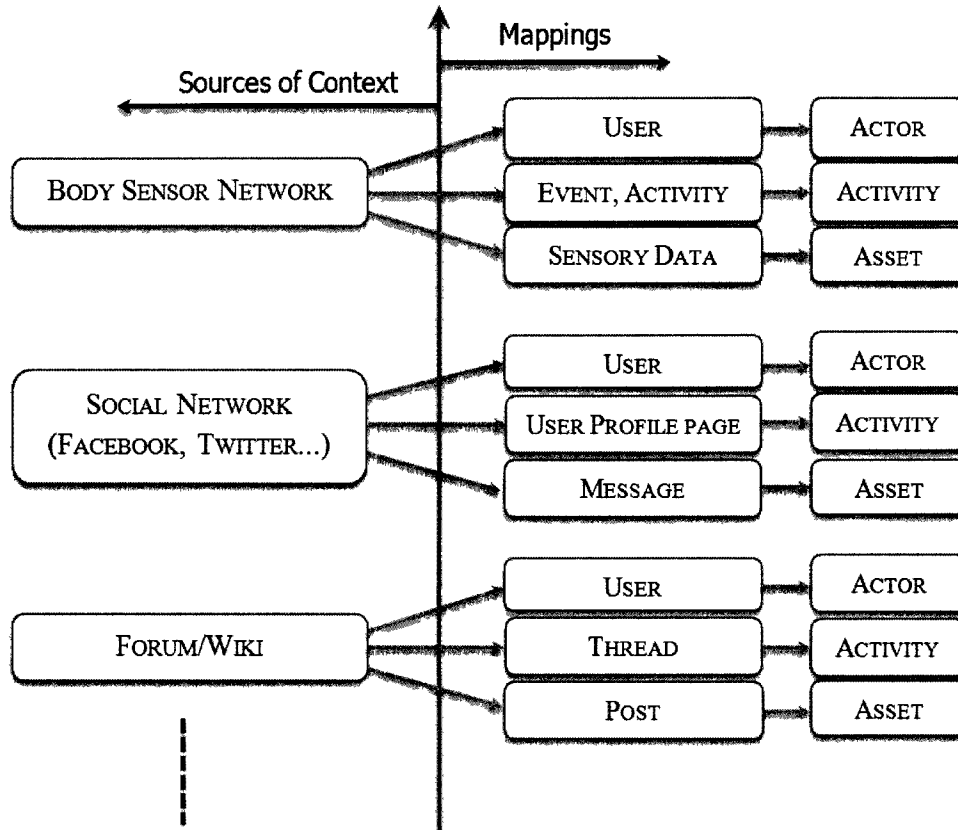 Mappings
Sources of Context
BODY SENSOR NETWORK
USER
ACTOR
EVENT, ACTIVITY
ACTIVITY
SENSORY DATA
ASSET
SOCIAL NETWORK
(FACEBOOK, TWITTER...)
USER
ACTOR
USER PROFILE PAGE
ACTIVITY
MESSAGE
ASSET
FORUM/WIKI
USER
ACTOR
THREAD
ACTIVITY
POST
ASSET